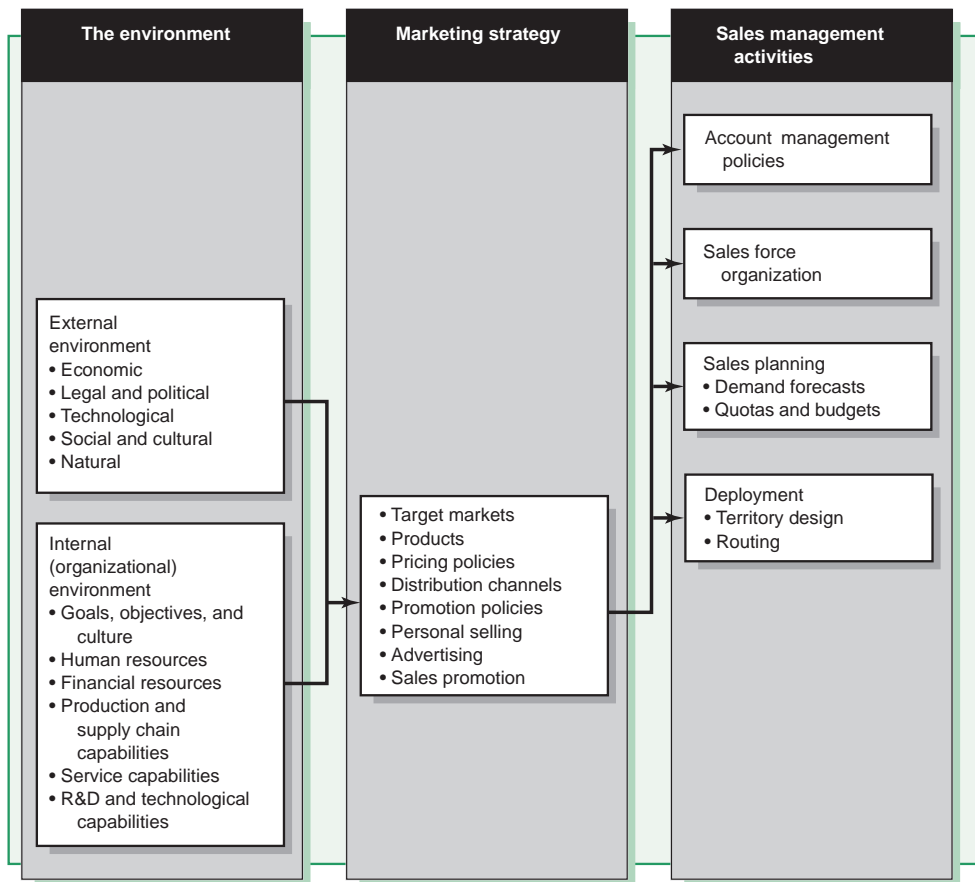 The environment
External
environment
• Economic
• Legal and political
• Technological
• Social and cultural
• Natural
Internal
(organizational)
environment
• Goals, objectives, and
culture
• Human resources
• Financial resources
• Production and
supply chain
capabilities
• Service capabilities
• R&D and technological
capabilities
Marketing strategy
• Target markets
• Products
• Pricing policies
• Distribution channels
• Promotion policies
• Personal selling
• Advertising
• Sales promotion
Sales management
activities
Account management
policies
Sales force
organization
Sales planning
• Demand forecasts
• Quotas and budgets
Deployment
• Territory design
• Routing